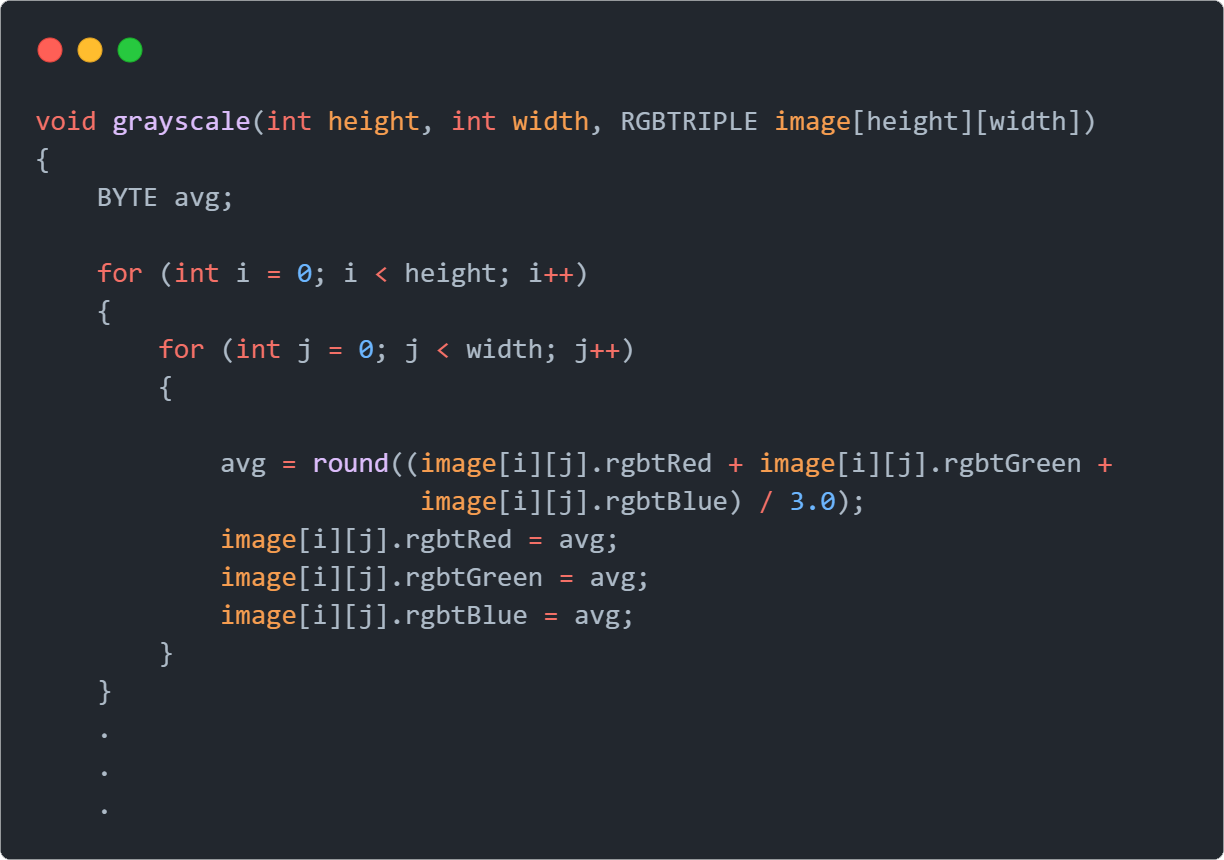 void grayscale(int height, int width, RGBTRIPLE image[height][width])
{
    BYTE avg;

    for (int i = 0; i < height; i++)
    {
        for (int j = 0; j < width; j++)
        {

            avg = round((image[i][j].rgbtRed + image[i][j].rgbtGreen +
                         image[i][j].rgbtBlue) / 3.0);
            image[i][j].rgbtRed = avg;
            image[i][j].rgbtGreen = avg;
            image[i][j].rgbtBlue = avg;
        }
    }
    .
    .
    .